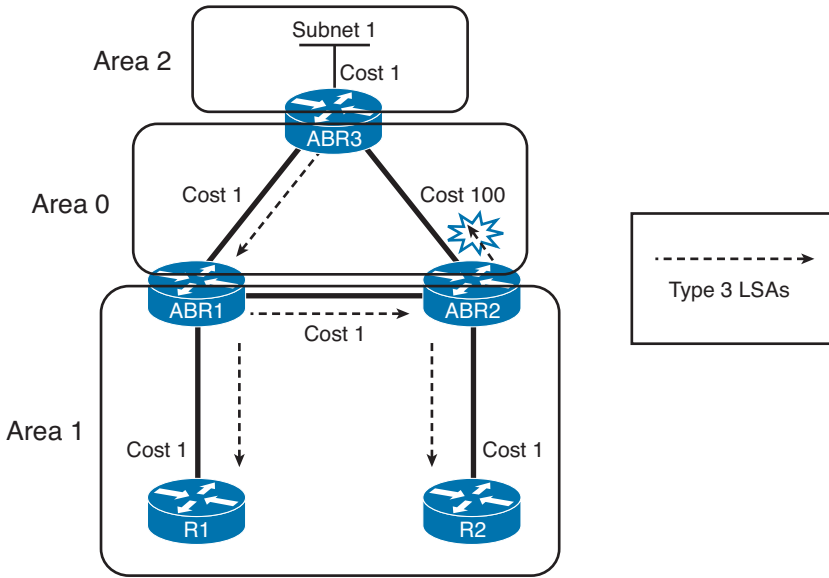 Subnet 1
Area 2
Cost 1
ABR3
Cost 1
Cost 100
Area 0
Type 3 LSAs
ABR1
ABR2
Cost 1
Area 1
Cost 1
Cost 1
R1
R2